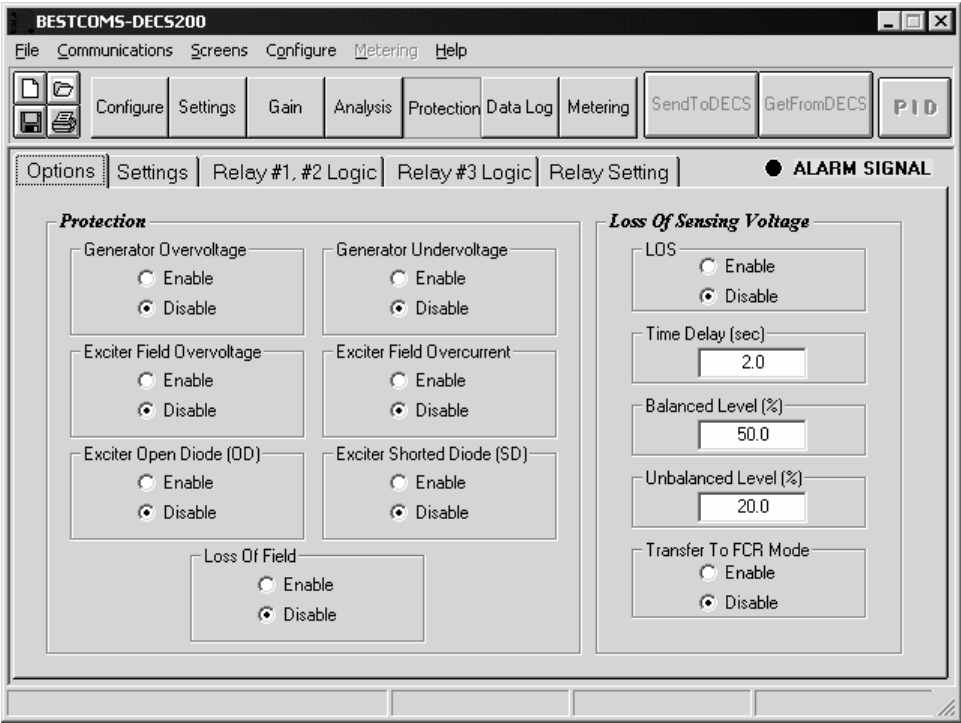 BESTCOMS-DECS200
File Communications Screens Configure Metering Help
Configure Settings Gain Analysis Protection Data Log Metering SendToDECS GetFromDECS PID
Options Settings Relay #1, #2 Logic Relay #3 Logic Relay Setting ALARM SIGNAL
Protection
Generator Overvoltage
Enable
Disable
Generator Undervoltage
Enable
Disable
Exciter Field Overvoltage
Enable
Disable
Exciter Field Overcurrent
Enable
Disable
Exciter Open Diode (OD)
Enable
Disable
Exciter Shorted Diode (SD)
Enable
Disable
Loss Of Field
Enable
Disable
Loss Of Sensing Voltage
LOS
Enable
Disable
Time Delay (sec)
2.0
Balanced Level (%)
50.0
Unbalanced Level (%)
20.0
Transfer To FCR Mode
Enable
Disable